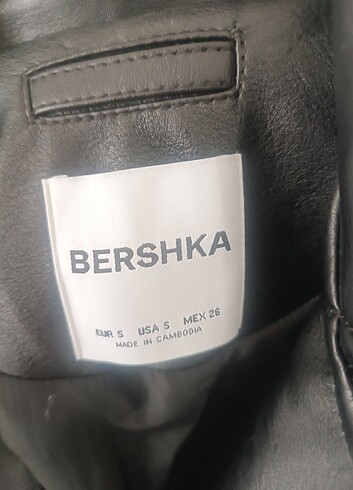 BERSHKA
EUR S USA S MEX 26
MADE IN CAMBODIA